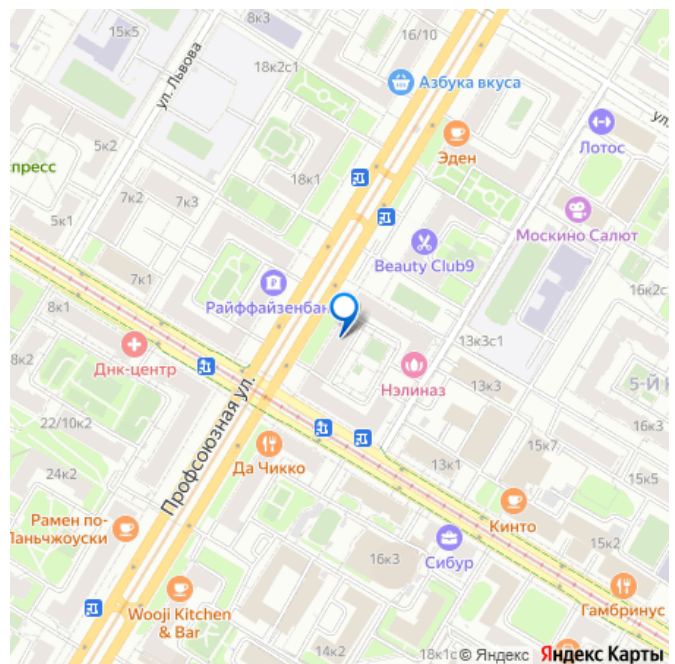 8к3
15к5
16/10
ул. Львова
18к2с1
Азбука вкуса
ул.
5к2
Эден
Лотос
пресс
18к1
7к2
7к3
5к1
Москино Салют
Beauty Club9
7к1
16к2с
8к1
Райффайзенбан
13к3с1
8к2
Днк-центр
Нэлиназ
13к3
5-Й К
22/10к2
Профсоюзная ул.
16к3
15к7
Да Чикко
13к1
24к2
15к5
Рамен по-
Ланьчжоуски
Кинто
15к2
16к3
Сибур
Wooji Kitchen
& Bar
Гамбринус
14к2
18к1с
© Яндекс Яндекс Карты